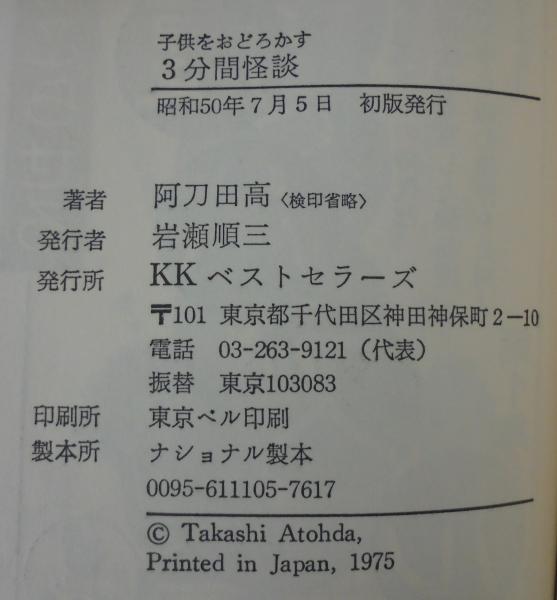 子供をおどろかす
3分間怪談
昭和50年7月5日 初版発行
著者 阿刀田高〈検印省略〉
発行者 岩瀬順三
発行所 KKベストセラーズ
〒101 東京都千代田区神田神保町2-10
電話 03-263-9121（代表）
振替 東京103083
印刷所 東京ベル印刷
製本所 ナショナル製本
0095-611105-7617
© Takashi Atohda,
Printed in Japan, 1975